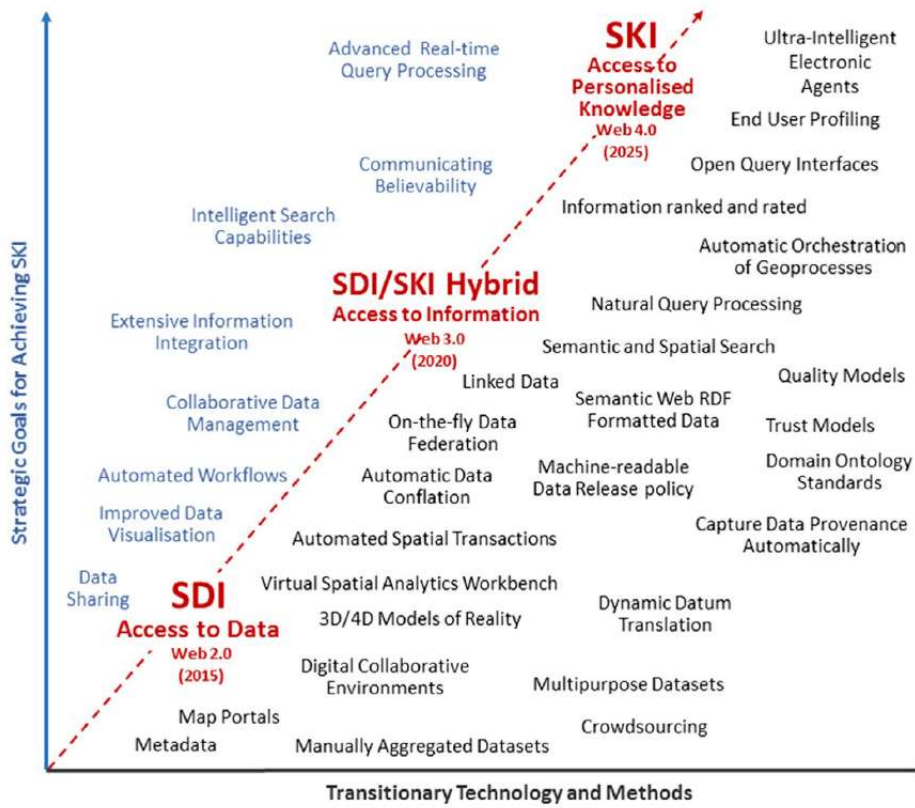 SKI
Access to
Personalised
Knowledge
Web 4.0
(2025)
Advanced Real-time
Query Processing
Ultra-Intelligent
Electronic
Agents
End User Profiling
Communicating
Believability
Open Query Interfaces
Intelligent Search
Capabilities
Information ranked and rated
Automatic Orchestration
of Geoprocesses
SDI/SKI Hybrid
Access to Information
Web 3.0
(2020)
Natural Query Processing
Extensive Information
Integration
Semantic and Spatial Search
Linked Data
Quality Models
Collaborative Data
Management
Semantic Web RDF
Formatted Data
On-the-fly Data
Federation
Trust Models
Automated Workflows
Automatic Data
Conflation
Machine-readable
Data Release policy
Domain Ontology
Standards
Improved Data
Visualisation
Automated Spatial Transactions
Capture Data Provenance
Automatically
Data
Sharing
SDI
Access to Data
Web 2.0
(2015)
Virtual Spatial Analytics Workbench
3D/4D Models of Reality
Dynamic Datum
Translation
Digital Collaborative
Environments
Multipurpose Datasets
Map Portals
Crowdsourcing
Metadata
Manually Aggregated Datasets
Strategic Goals for Achieving SKI
Transitionary Technology and Methods